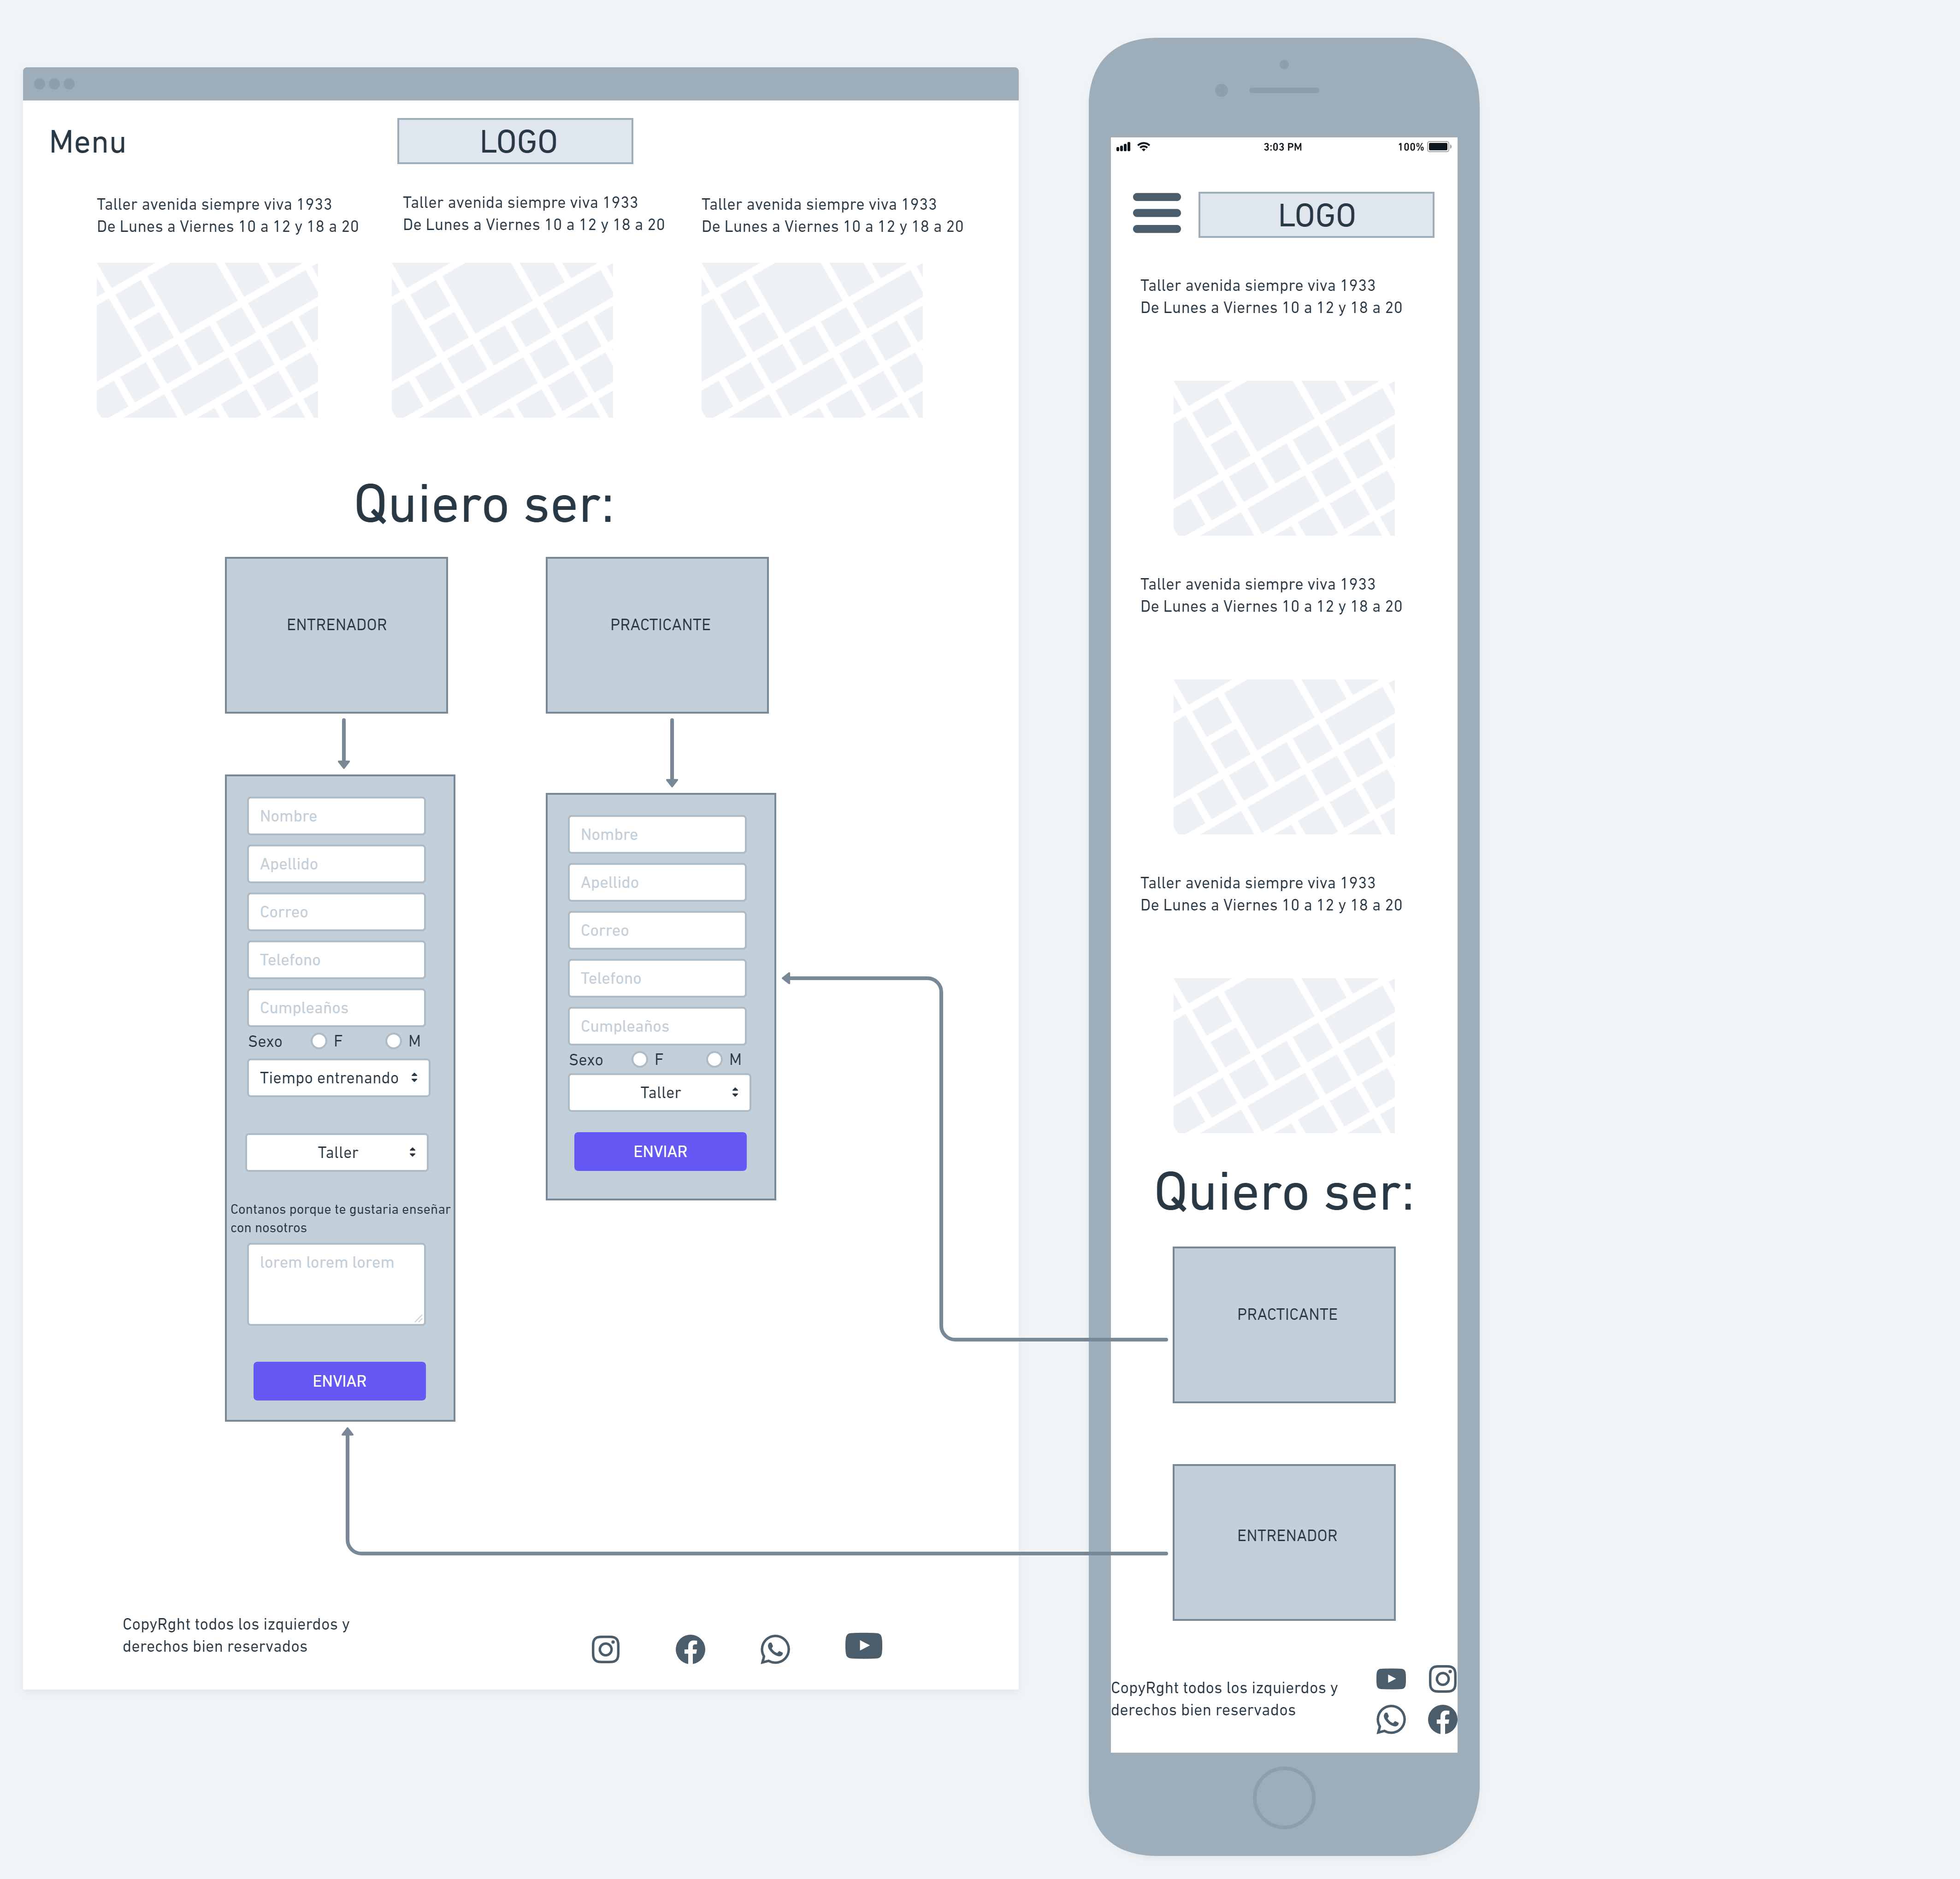 Menu
LOGO
Taller avenida siempre viva 1933
De Lunes a Viernes 10 a 12 y 18 a 20
Taller avenida siempre viva 1933
De Lunes a Viernes 10 a 12 y 18 a 20
Taller avenida siempre viva 1933
De Lunes a Viernes 10 a 12 y 18 a 20
Quiero ser:
ENTRENADOR
PRACTICANTE
Nombre
Apellido
Correo
Telefono
Cumpleaños
Sexo F M
Tiempo entrenando
Taller
Contanos porque te gustaria enseñar
con nosotros
lorem lorem lorem
ENVIAR
Nombre
Apellido
Correo
Telefono
Cumpleaños
Sexo F M
Taller
ENVIAR
CopyRght todos los izquierdos y
derechos bien reservados
3:03 PM 100%
LOGO
Taller avenida siempre viva 1933
De Lunes a Viernes 10 a 12 y 18 a 20
Taller avenida siempre viva 1933
De Lunes a Viernes 10 a 12 y 18 a 20
Taller avenida siempre viva 1933
De Lunes a Viernes 10 a 12 y 18 a 20
Quiero ser:
PRACTICANTE
ENTRENADOR
CopyRght todos los izquierdos y
derechos bien reservados